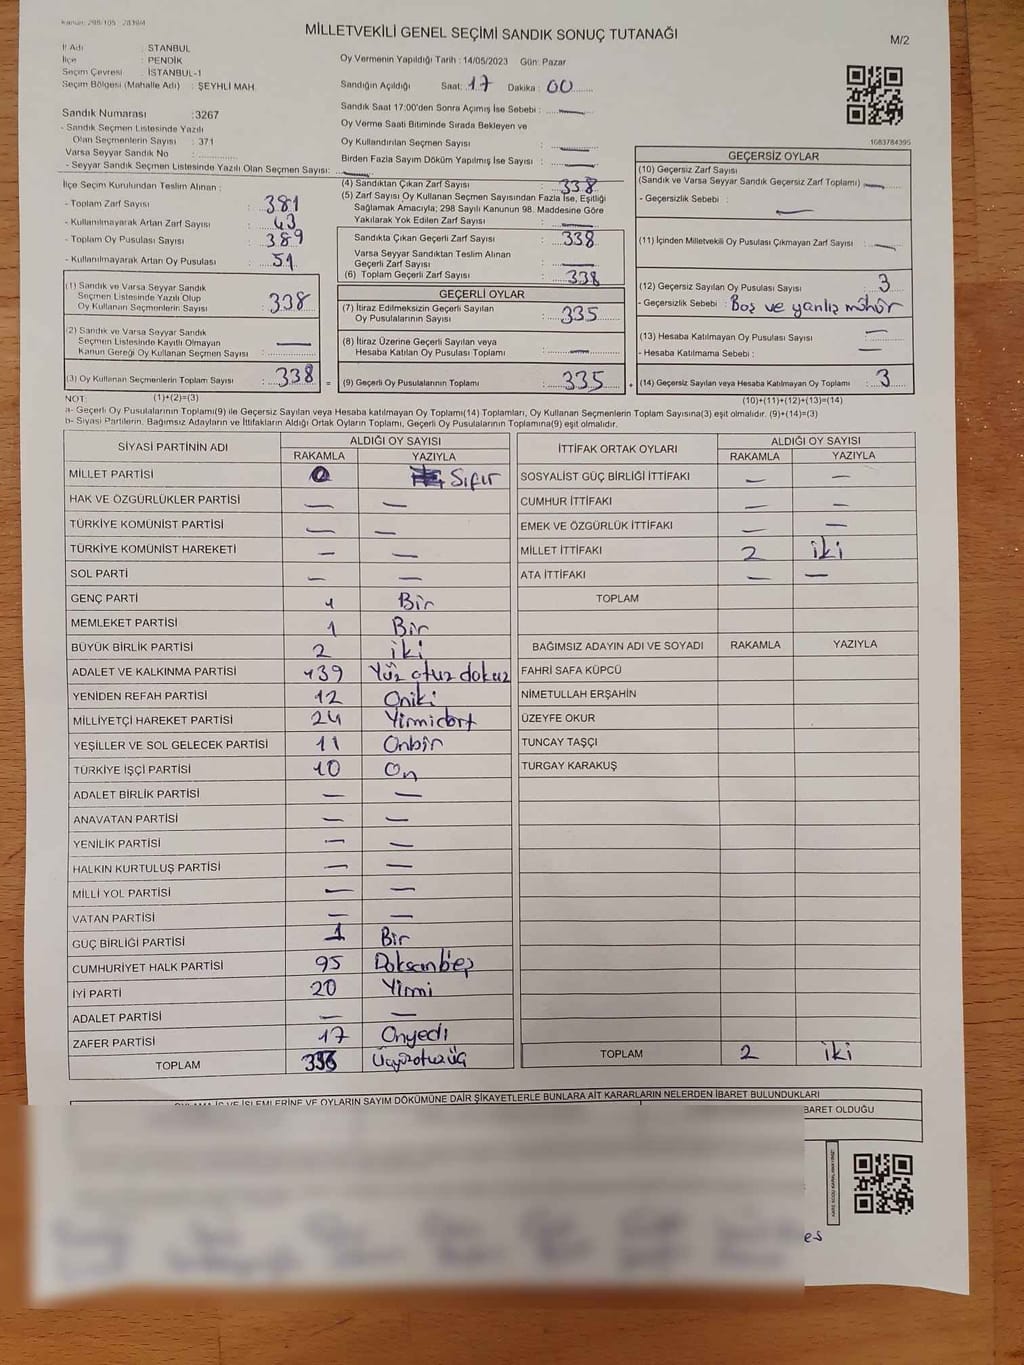 Kanun: 298/105 : 2839/4
MİLLETVEKİLİ GENEL SEÇİMİ SANDIK SONUÇ TUTANAĞI
M/2
İl Adı : STANBUL
İlçe : PENDİK
Seçim Çevresi : İSTANBUL-1
Seçim Bölgesi (Mahalle Adı) : ŞEYHLİ MAH.
Oy Vermenin Yapıldığı Tarih : 14/05/2023 Gün: Pazar
Sandığın Açıldığı Saat: 17 Dakika : 00
Sandık Saat 17:00'den Sonra Açımış İse Sebebi : —
Oy Verme Saati Bitiminde Sırada Bekleyen ve
Oy Kullandırılan Seçmen Sayısı : —
Birden Fazla Sayım Döküm Yapılmış İse Sayısı : —
Sandık Numarası : 3267
- Sandık Seçmen Listesinde Yazılı
Olan Seçmenlerin Sayısı : 371
Varsa Seyyar Sandık No :
- Seyyar Sandık Seçmen Listesinde Yazılı Olan Seçmen Sayısı: —
1683784395
İlçe Seçim Kurulundan Teslim Alınan :
- Toplam Zarf Sayısı : 381
- Kullanılmayarak Artan Zarf Sayısı : 43
- Toplam Oy Pusulası Sayısı : 389
- Kullanılmayarak Artan Oy Pusulası : 51
(1) Sandık ve Varsa Seyyar Sandık
Seçmen Listesinde Yazılı Olup
Oy Kullanan Seçmenlerin Sayısı : 338
(2) Sandık ve Varsa Seyyar Sandık
Seçmen Listesinde Kayıtlı Olmayan
Kanun Gereği Oy Kullanan Seçmen Sayısı : —
(3) Oy Kullanan Seçmenlerin Toplam Sayısı : 338 =
(4) Sandıktan Çıkan Zarf Sayısı : 338
(5) Zarf Sayısı Oy Kullanan Seçmen Sayısından Fazla İse, Eşitliği
Sağlamak Amacıyla; 298 Sayılı Kanunun 98. Maddesine Göre
Yakılarak Yok Edilen Zarf Sayısı : —
Sandıkta Çıkan Geçerli Zarf Sayısı : 338
Varsa Seyyar Sandıktan Teslim Alınan
Geçerli Zarf Sayısı : —
(6) Toplam Geçerli Zarf Sayısı : 338
GEÇERLİ OYLAR
(7) İtiraz Edilmeksizin Geçerli Sayılan
Oy Pusulalarının Sayısı : 335
(8) İtiraz Üzerine Geçerli Sayılan veya
Hesaba Katılan Oy Pusulası Toplamı : —
(9) Geçerli Oy Pusulalarının Toplamı : 335 +
GEÇERSİZ OYLAR
(10) Geçersiz Zarf Sayısı
(Sandık ve Varsa Seyyar Sandık Geçersiz Zarf Toplamı) : —
- Geçersizlik Sebebi : —
(11) İçinden Milletvekili Oy Pusulası Çıkmayan Zarf Sayısı : —
(12) Geçersiz Sayılan Oy Pusulası Sayısı : 3
- Geçersizlik Sebebi : Boş ve yanlış mühür
(13) Hesaba Katılmayan Oy Pusulası Sayısı : —
- Hesaba Katılmama Sebebi : —
(14) Geçersiz Sayılan veya Hesaba Katılmayan Oy Toplamı : 3
NOT: (1)+(2)=(3) (10)+(11)+(12)+(13)=(14)
a- Geçerli Oy Pusulalarının Toplamı(9) ile Geçersiz Sayılan veya Hesaba katılmayan Oy Toplamı(14) Toplamları, Oy Kullanan Seçmenlerin Toplam Sayısına(3) eşit olmalıdır. (9)+(14)=(3)
b- Siyasi Partilerin, Bağımsız Adayların ve İttifakların Aldığı Ortak Oyların Toplamı, Geçerli Oy Pusulalarının Toplamına(9) eşit olmalıdır.
SİYASİ PARTİNİN ADI ALDIĞI OY SAYISI
RAKAMLA YAZIYLA
MİLLET PARTİSİ 0 Sıfır
HAK VE ÖZGÜRLÜKLER PARTİSİ — —
TÜRKİYE KOMÜNİST PARTİSİ — —
TÜRKİYE KOMÜNİST HAREKETİ — —
SOL PARTİ — —
GENÇ PARTİ 1 Bir
MEMLEKET PARTİSİ 1 Bir
BÜYÜK BİRLİK PARTİSİ 2 iki
ADALET VE KALKINMA PARTİSİ 139 Yüz otuz dokuz
YENİDEN REFAH PARTİSİ 12 Oniki
MİLLİYETÇİ HAREKET PARTİSİ 24 Yirmidört
YEŞİLLER VE SOL GELECEK PARTİSİ 11 Onbir
TÜRKİYE İŞÇİ PARTİSİ 10 On
ADALET BİRLİK PARTİSİ — —
ANAVATAN PARTİSİ — —
YENİLİK PARTİSİ — —
HALKIN KURTULUŞ PARTİSİ — —
MİLLİ YOL PARTİSİ — —
VATAN PARTİSİ — —
GÜÇ BİRLİĞİ PARTİSİ 1 Bir
CUMHURİYET HALK PARTİSİ 95 Doksanbeş
İYİ PARTİ 20 Yirmi
ADALET PARTİSİ — —
ZAFER PARTİSİ 17 Onyedi
TOPLAM Üçyüzotuzüç
İTTİFAK ORTAK OYLARI ALDIĞI OY SAYISI
RAKAMLA YAZIYLA
SOSYALİST GÜÇ BİRLİĞİ İTTİFAKI — —
CUMHUR İTTİFAKI — —
EMEK VE ÖZGÜRLÜK İTTİFAKI — —
MİLLET İTTİFAKI 2 iki
ATA İTTİFAKI — —
TOPLAM
BAĞIMSIZ ADAYIN ADI VE SOYADI RAKAMLA YAZIYLA
FAHRİ SAFA KÜPCÜ
NİMETULLAH ERŞAHİN
ÜZEYFE OKUR
TUNCAY TAŞÇI
TURGAY KARAKUŞ
TOPLAM 2 iki
İŞLEMLERİNE VE OYLARIN SAYIM DÖKÜMÜNE DAİR ŞİKAYETLERLE BUNLARA AİT KARARLARIN NELERDEN İBARET BULUNDUKLARI
BARET OLDUĞU
es